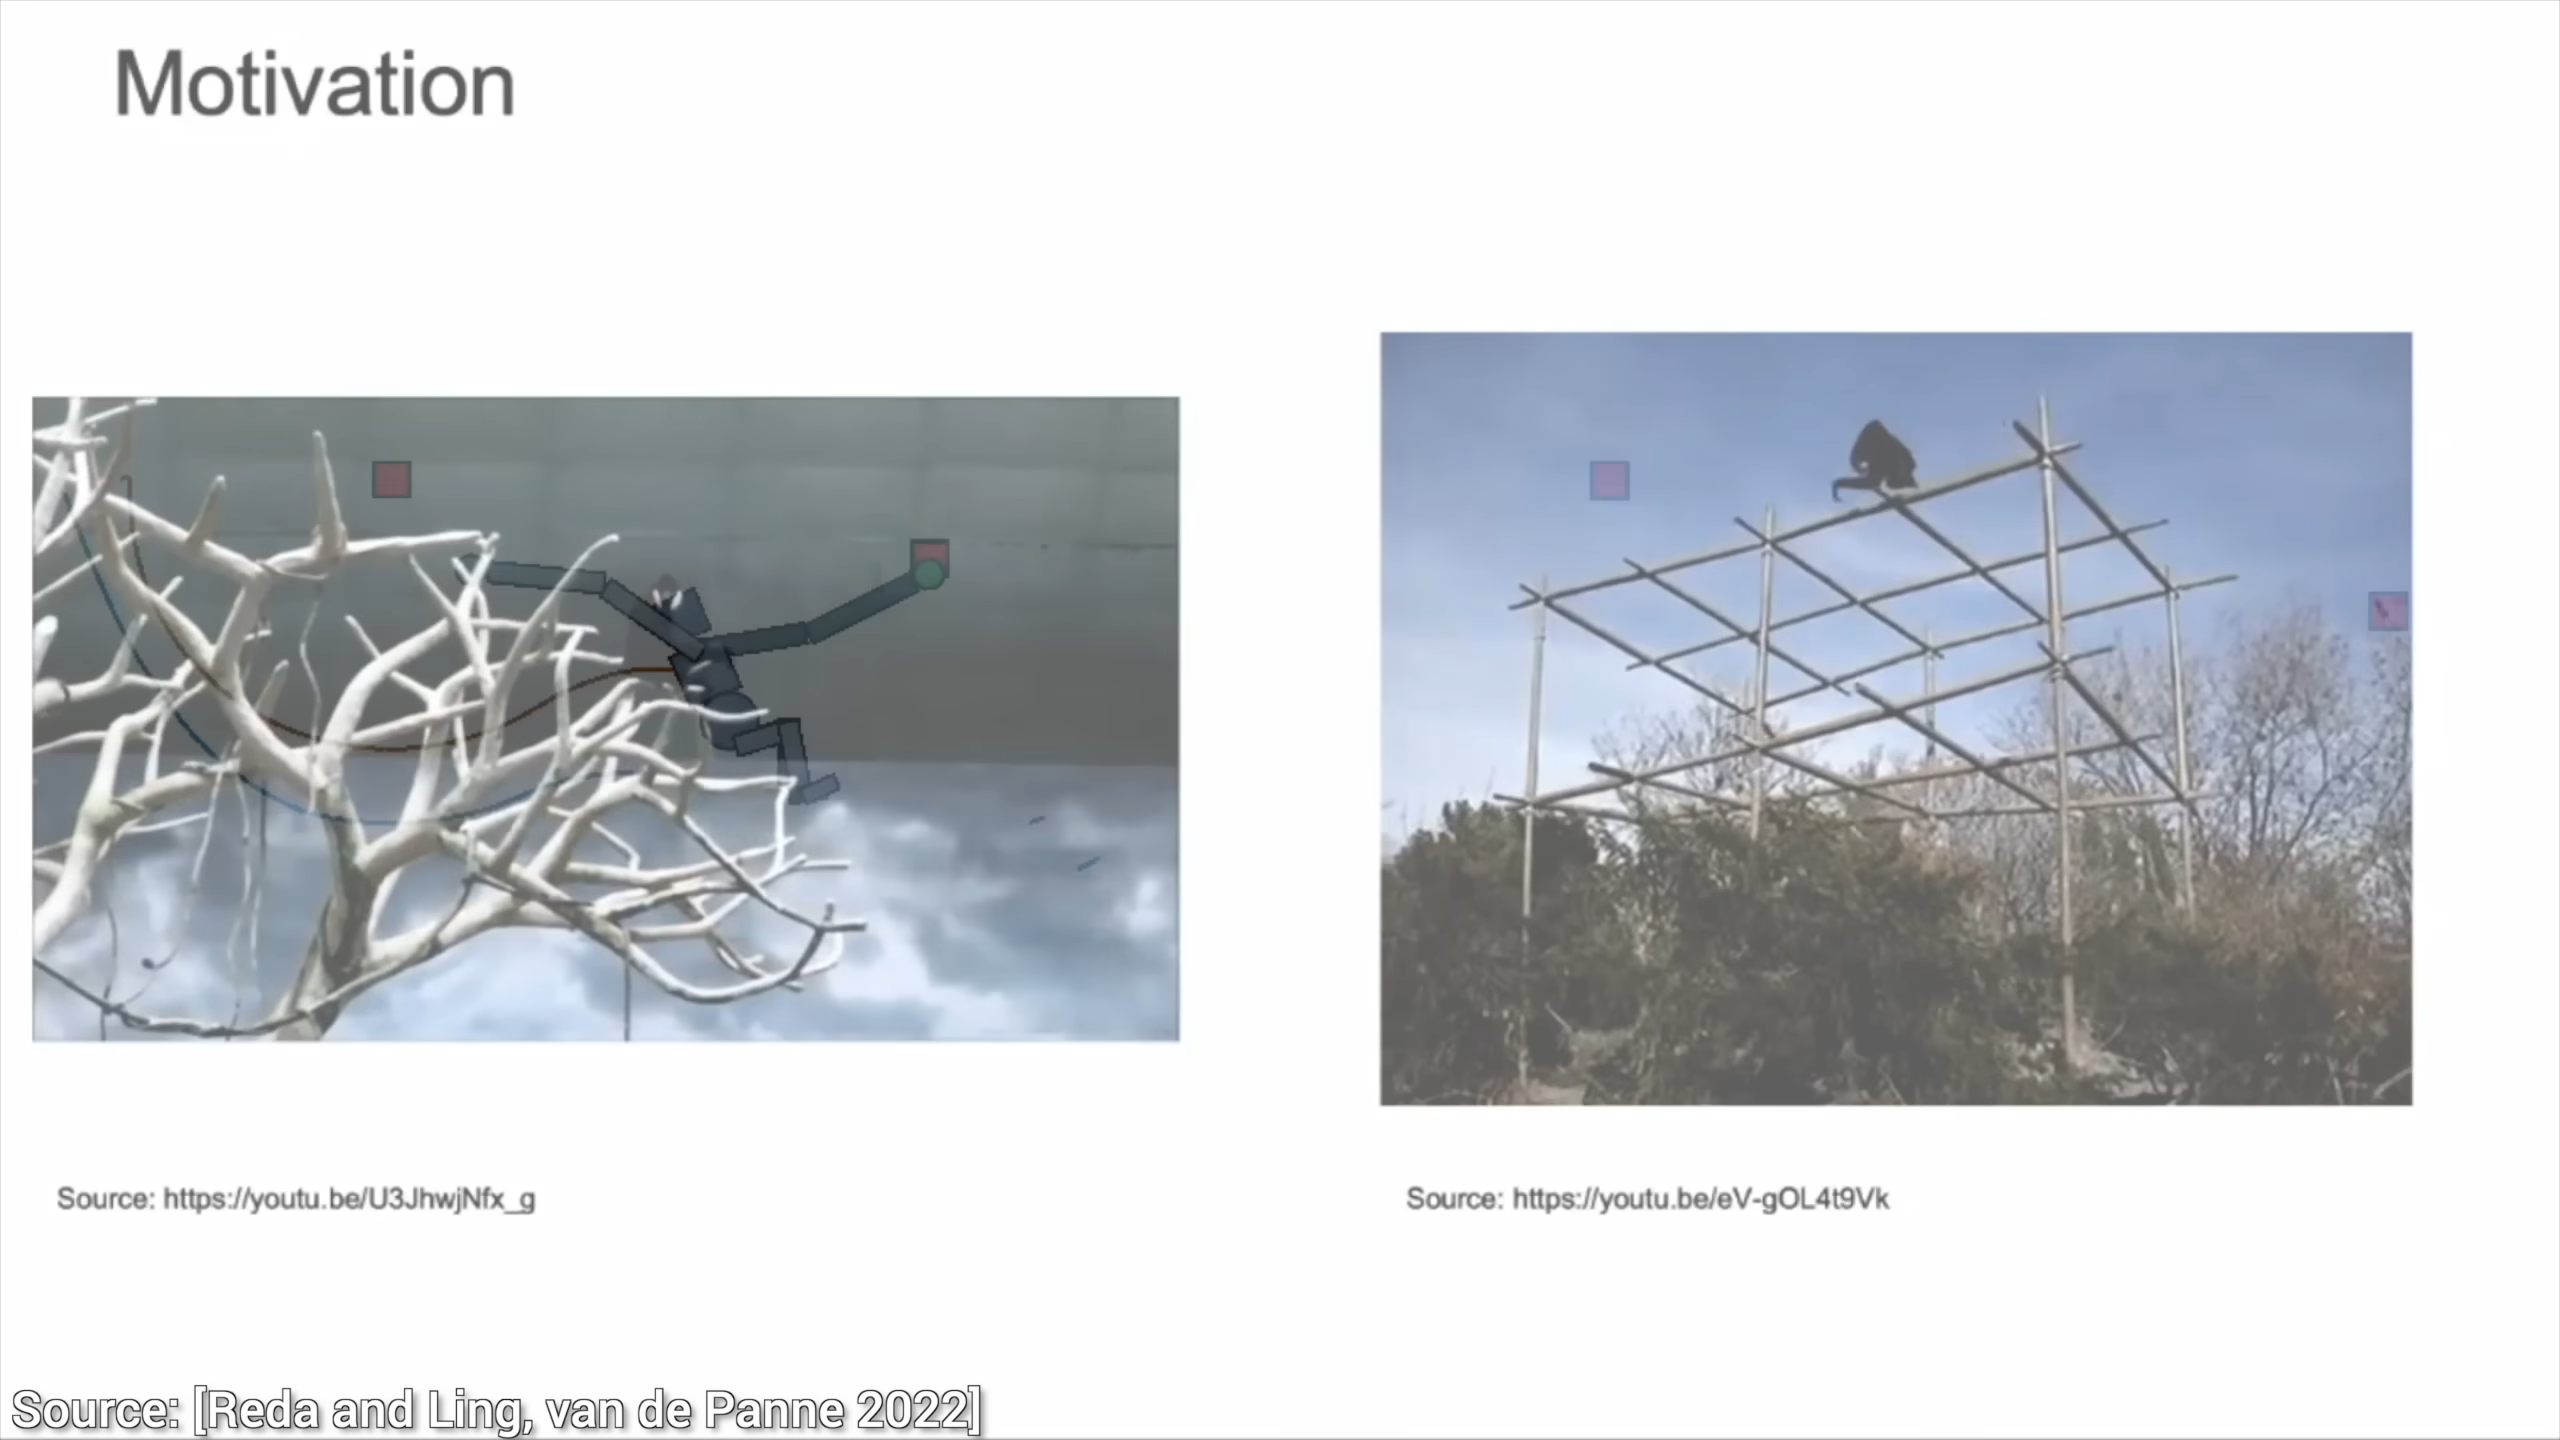 Motivation
Source: https://youtu.be/U3JhwjNfx_g
Source: https://youtu.be/eV-gOL4t9Vk
Source: [Reda and Ling, van de Panne 2022]